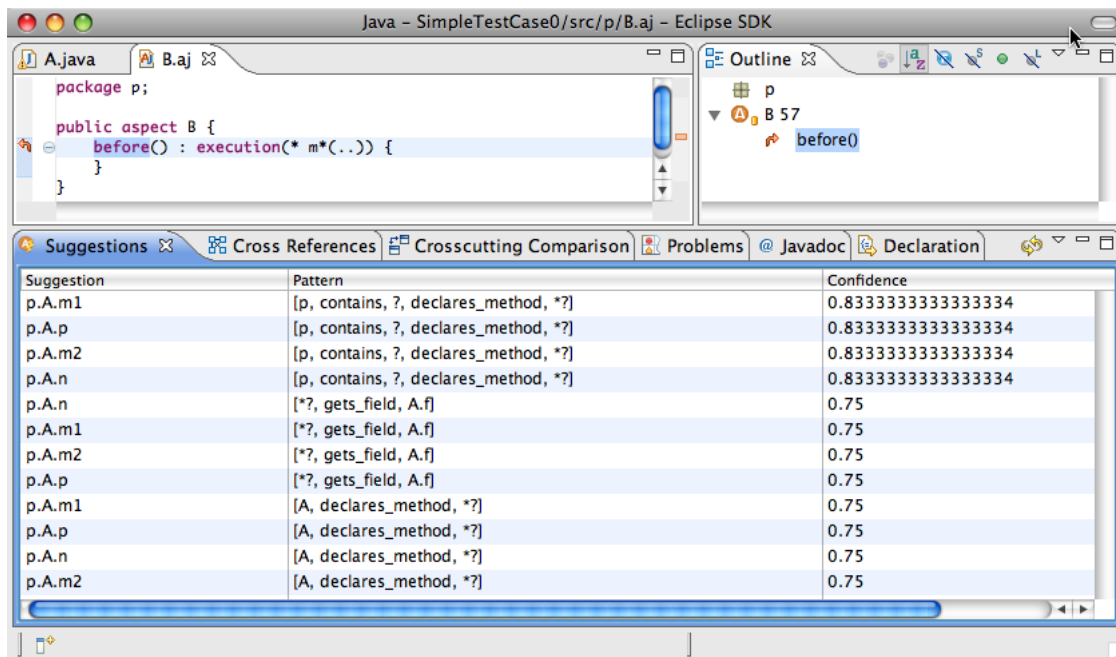 Java – SimpleTestCase0/src/p/B.aj – Eclipse SDK
A.java B.aj
package p;
public aspect B {
before() : execution(* m*(..)) {
}
}
Outline
p
B 57
before()
Suggestions Cross References Crosscutting Comparison Problems @ Javadoc Declaration
Suggestion Pattern Confidence
p.A.m1 [p, contains, ?, declares_method, *?] 0.8333333333333334
p.A.p [p, contains, ?, declares_method, *?] 0.8333333333333334
p.A.m2 [p, contains, ?, declares_method, *?] 0.8333333333333334
p.A.n [p, contains, ?, declares_method, *?] 0.8333333333333334
p.A.n [*?, gets_field, A.f] 0.75
p.A.m1 [*?, gets_field, A.f] 0.75
p.A.m2 [*?, gets_field, A.f] 0.75
p.A.p [*?, gets_field, A.f] 0.75
p.A.m1 [A, declares_method, *?] 0.75
p.A.p [A, declares_method, *?] 0.75
p.A.n [A, declares_method, *?] 0.75
p.A.m2 [A, declares_method, *?] 0.75